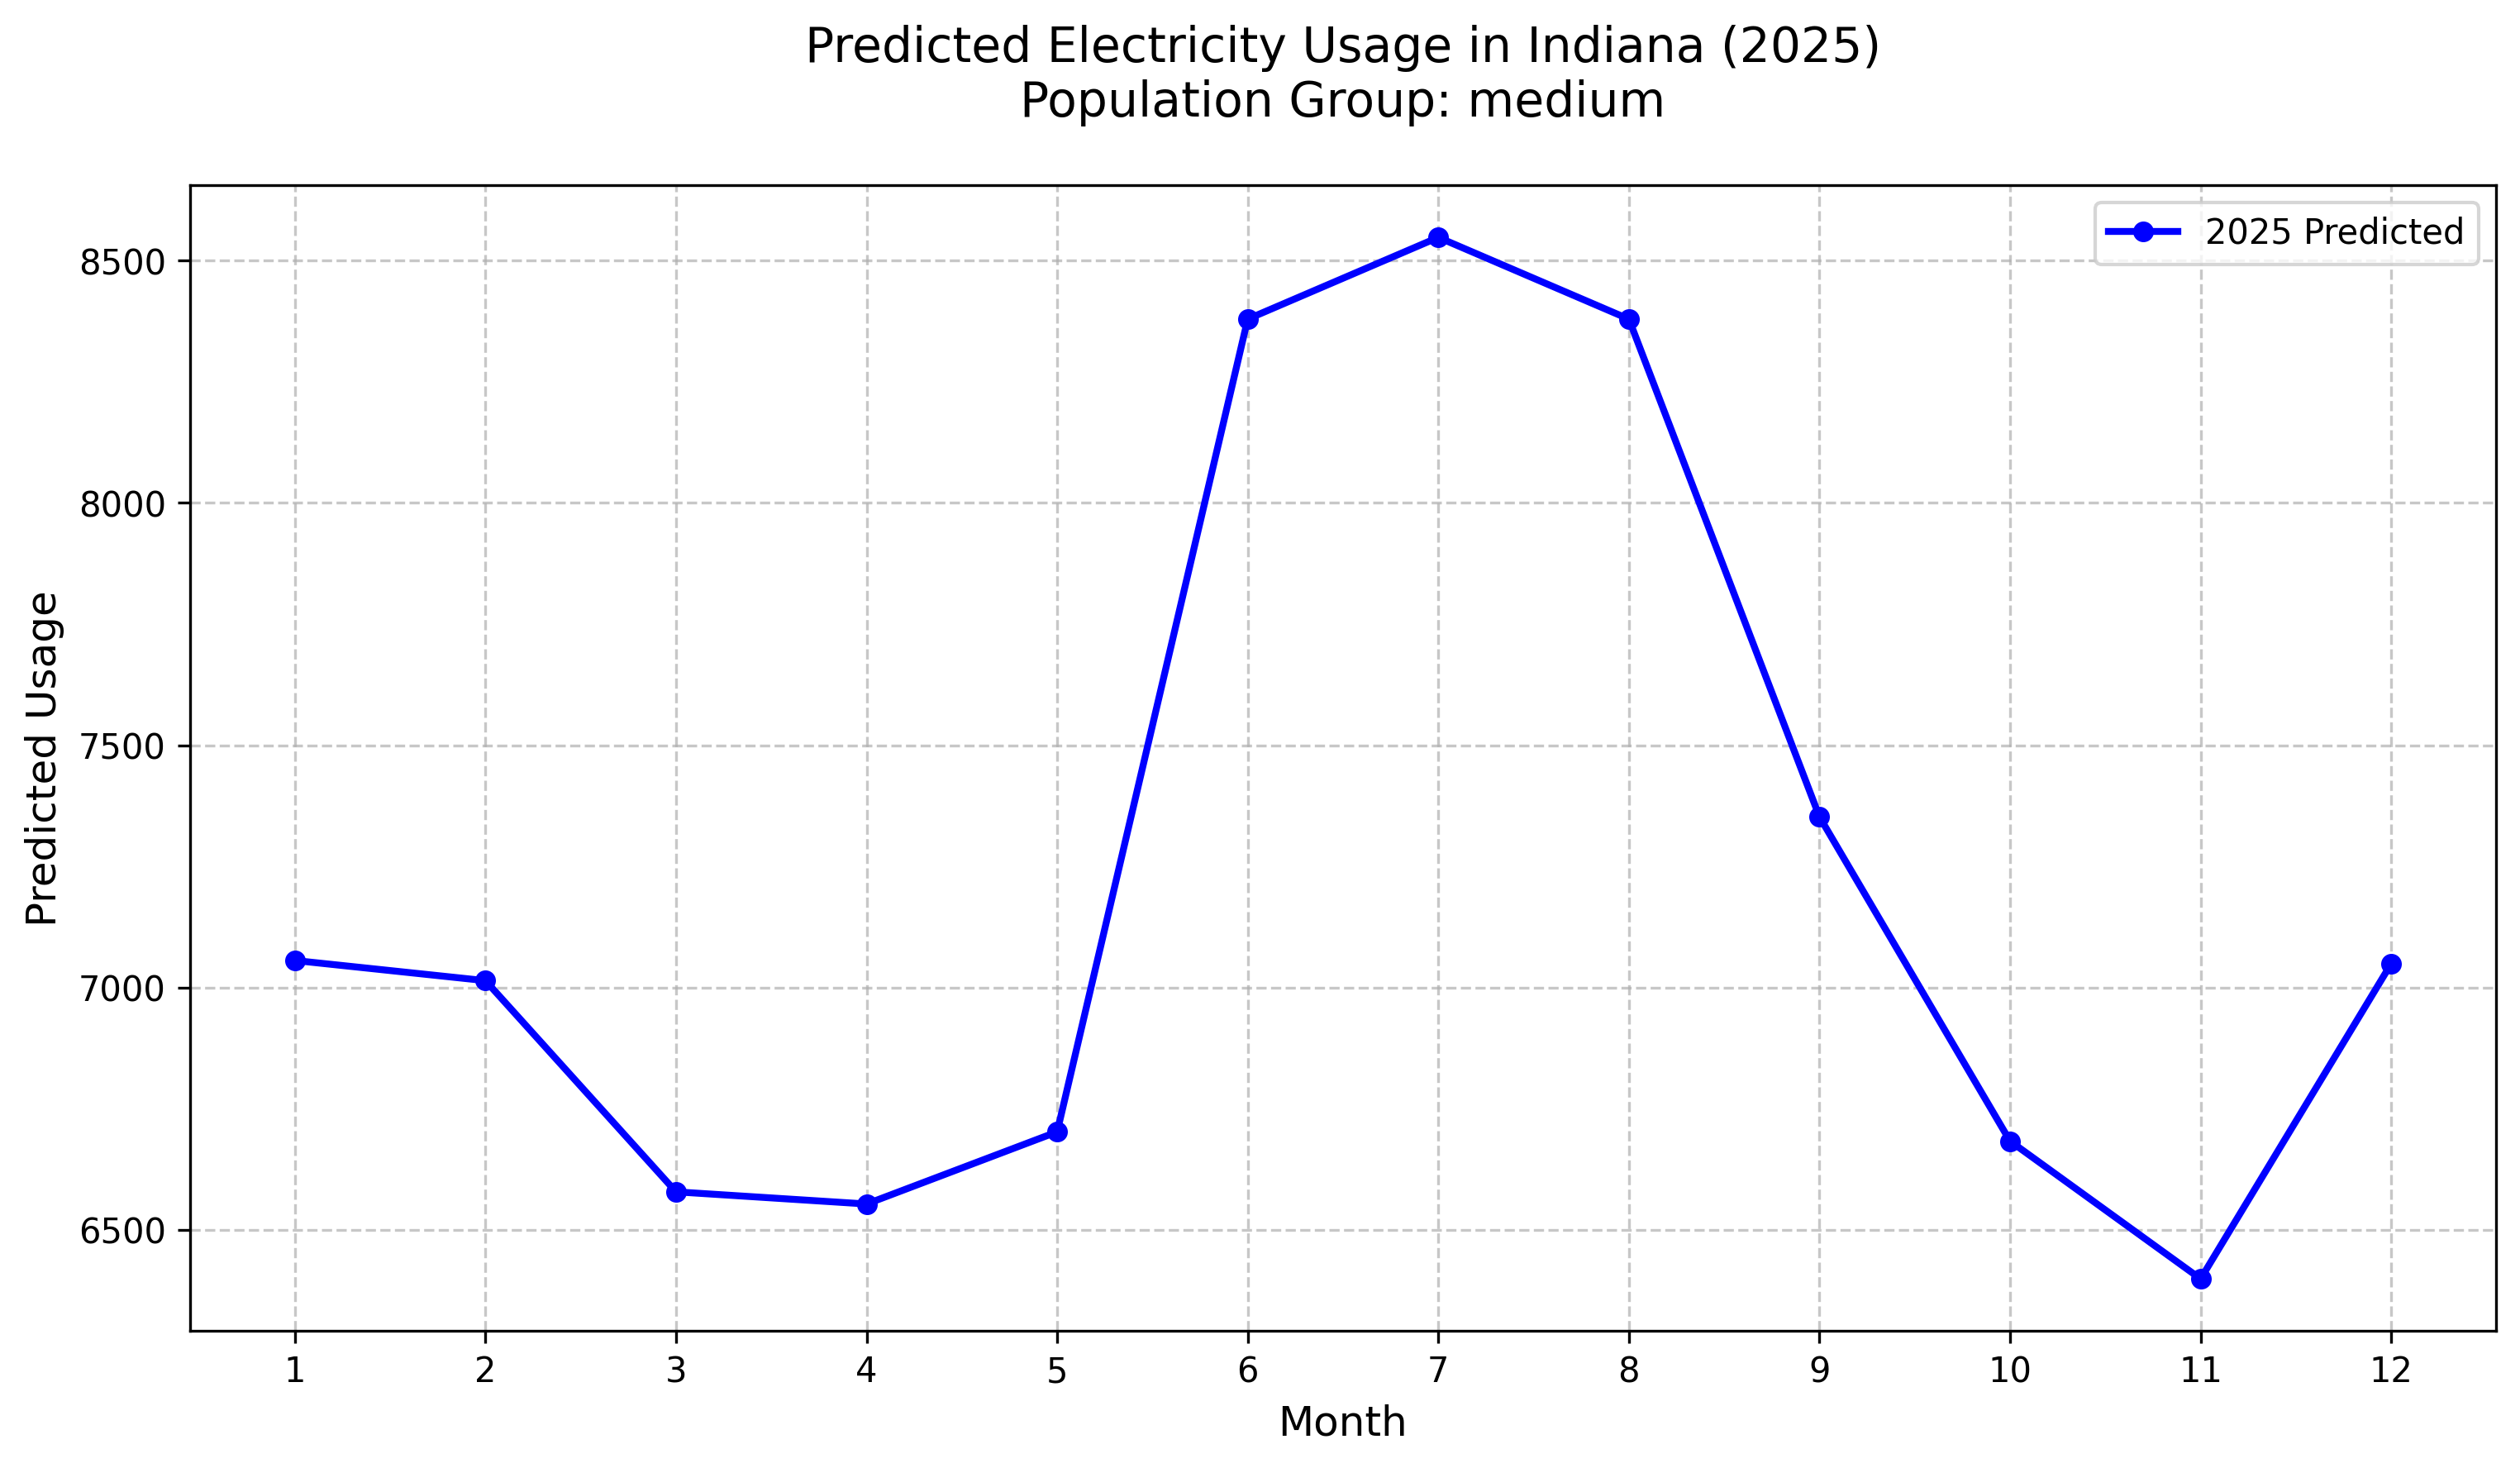 Predicted Electricity Usage in Indiana (2025)
Population Group: medium
2025 Predicted
Predicted Usage
8500
8000
7500
7000
6500
1 2 3 4 5 6 7 8 9 10 11 12
Month